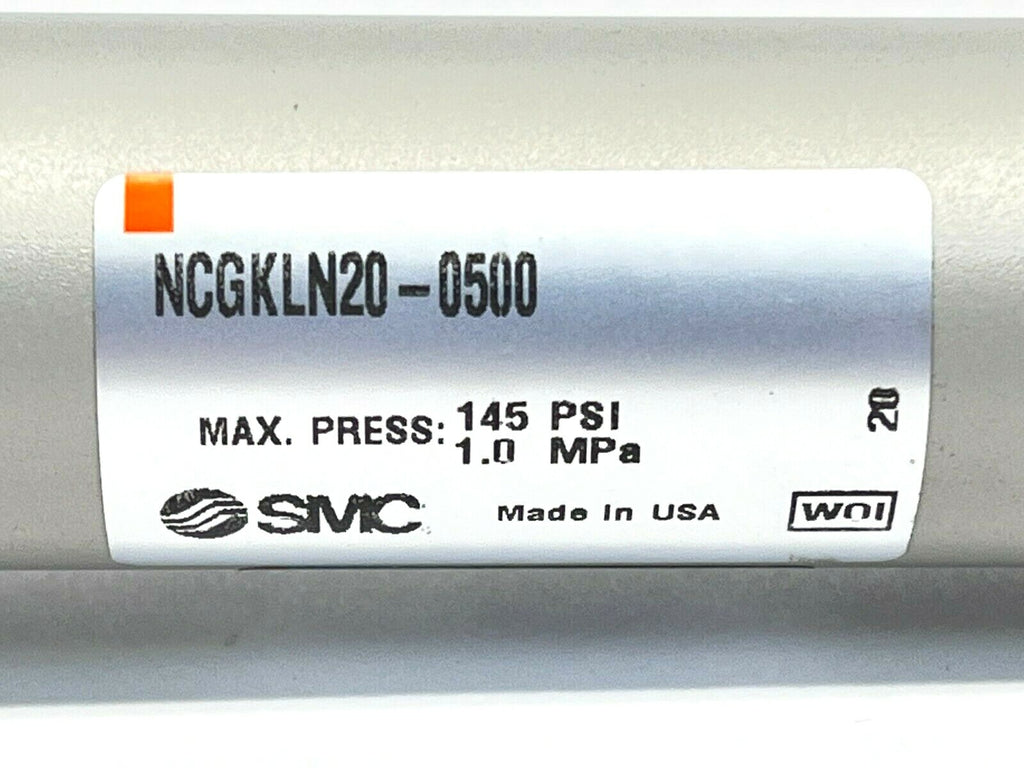 NCGKLN20-0500
MAX. PRESS: 145 PSI
1.0 MPa
20
SMC
Made In USA
WOI